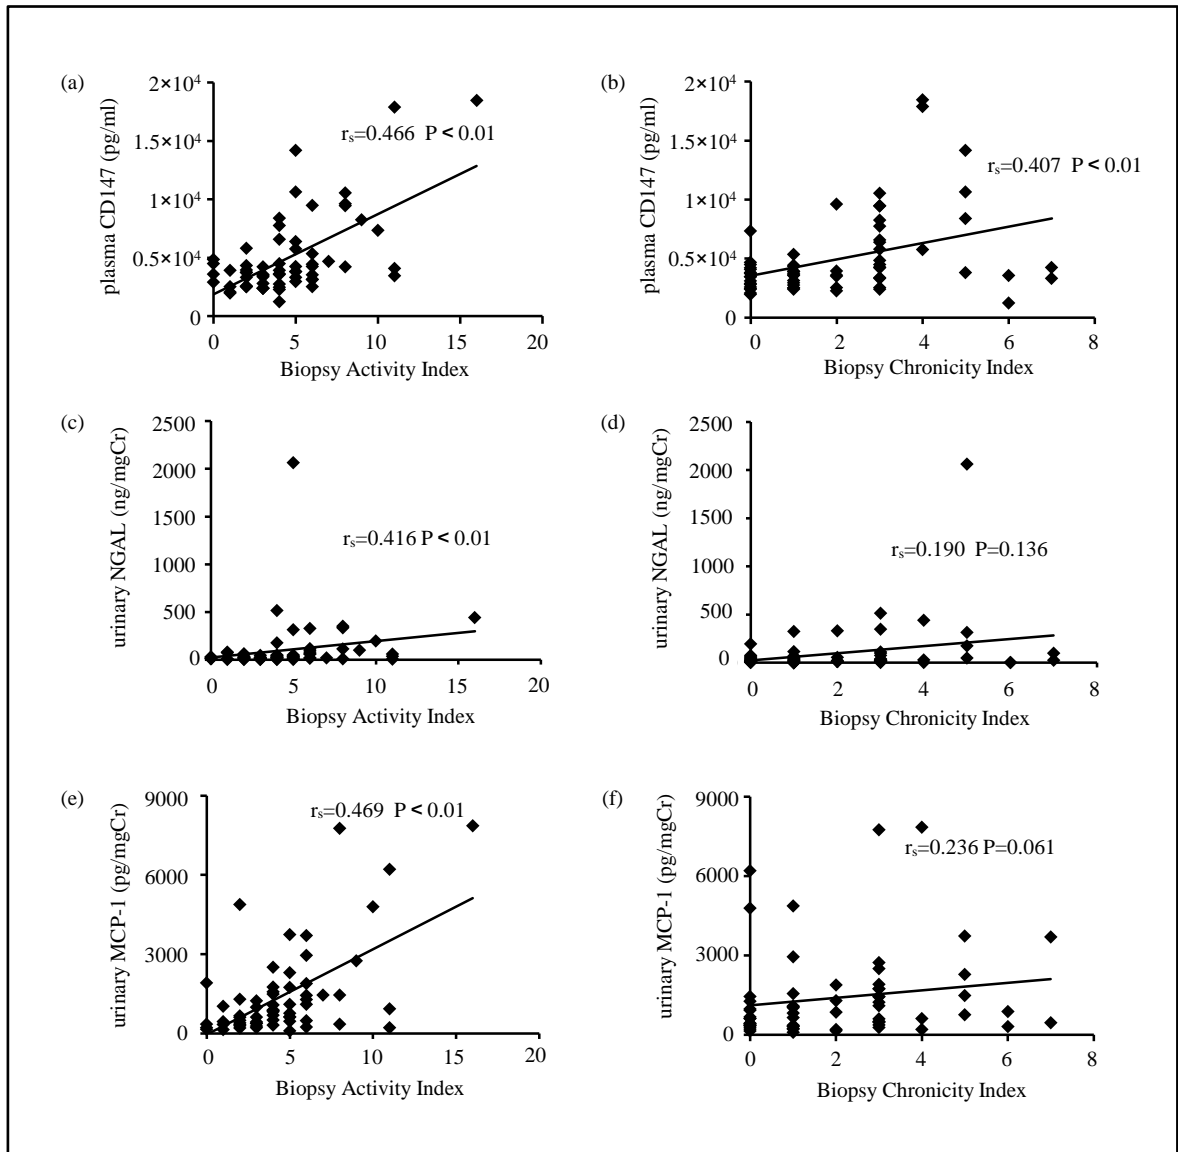 (a)
plasma CD147 (pg/ml)
2×10⁴
1.5×10⁴
1×10⁴
0.5×10⁴
0
rₛ=0.466 P < 0.01
0 5 10 15 20
Biopsy Activity Index
(b)
plasma CD147 (pg/ml)
2×10⁴
1.5×10⁴
1×10⁴
0.5×10⁴
0
rₛ=0.407 P < 0.01
0 2 4 6 8
Biopsy Chronicity Index
(c)
urinary NGAL (ng/mgCr)
2500
2000
1500
1000
500
0
rₛ=0.416 P < 0.01
0 5 10 15 20
Biopsy Activity Index
(d)
urinary NGAL (ng/mgCr)
2500
2000
1500
1000
500
0
rₛ=0.190 P=0.136
0 2 4 6 8
Biopsy Chronicity Index
(e)
urinary MCP-1 (pg/mgCr)
9000
6000
3000
0
rₛ=0.469 P < 0.01
0 5 10 15 20
Biopsy Activity Index
(f)
urinary MCP-1 (pg/mgCr)
9000
6000
3000
0
rₛ=0.236 P=0.061
0 2 4 6 8
Biopsy Chronicity Index